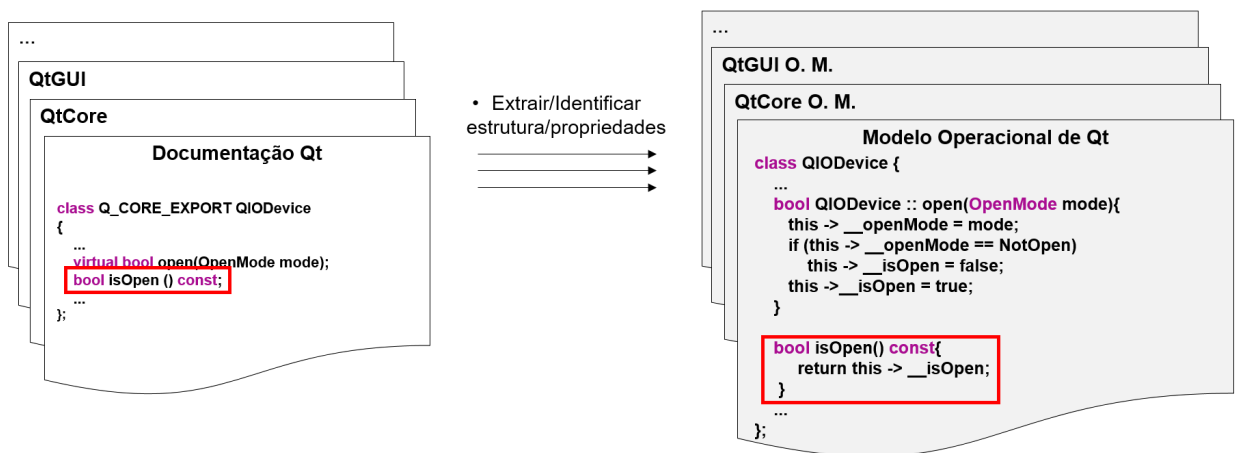 ...
QtGUI
QtCore
Documentação Qt
class Q_CORE_EXPORT QIODevice
{
...
virtual bool open(OpenMode mode);
bool isOpen () const;
...
};
• Extrair/Identificar
estrutura/propriedades
...
QtGUI O. M.
QtCore O. M.
Modelo Operacional de Qt
class QIODevice {
...
bool QIODevice :: open(OpenMode mode){
this -> __openMode = mode;
if (this -> __openMode == NotOpen)
this -> __isOpen = false;
this ->__isOpen = true;
}
bool isOpen() const{
return this -> __isOpen;
}
...
};